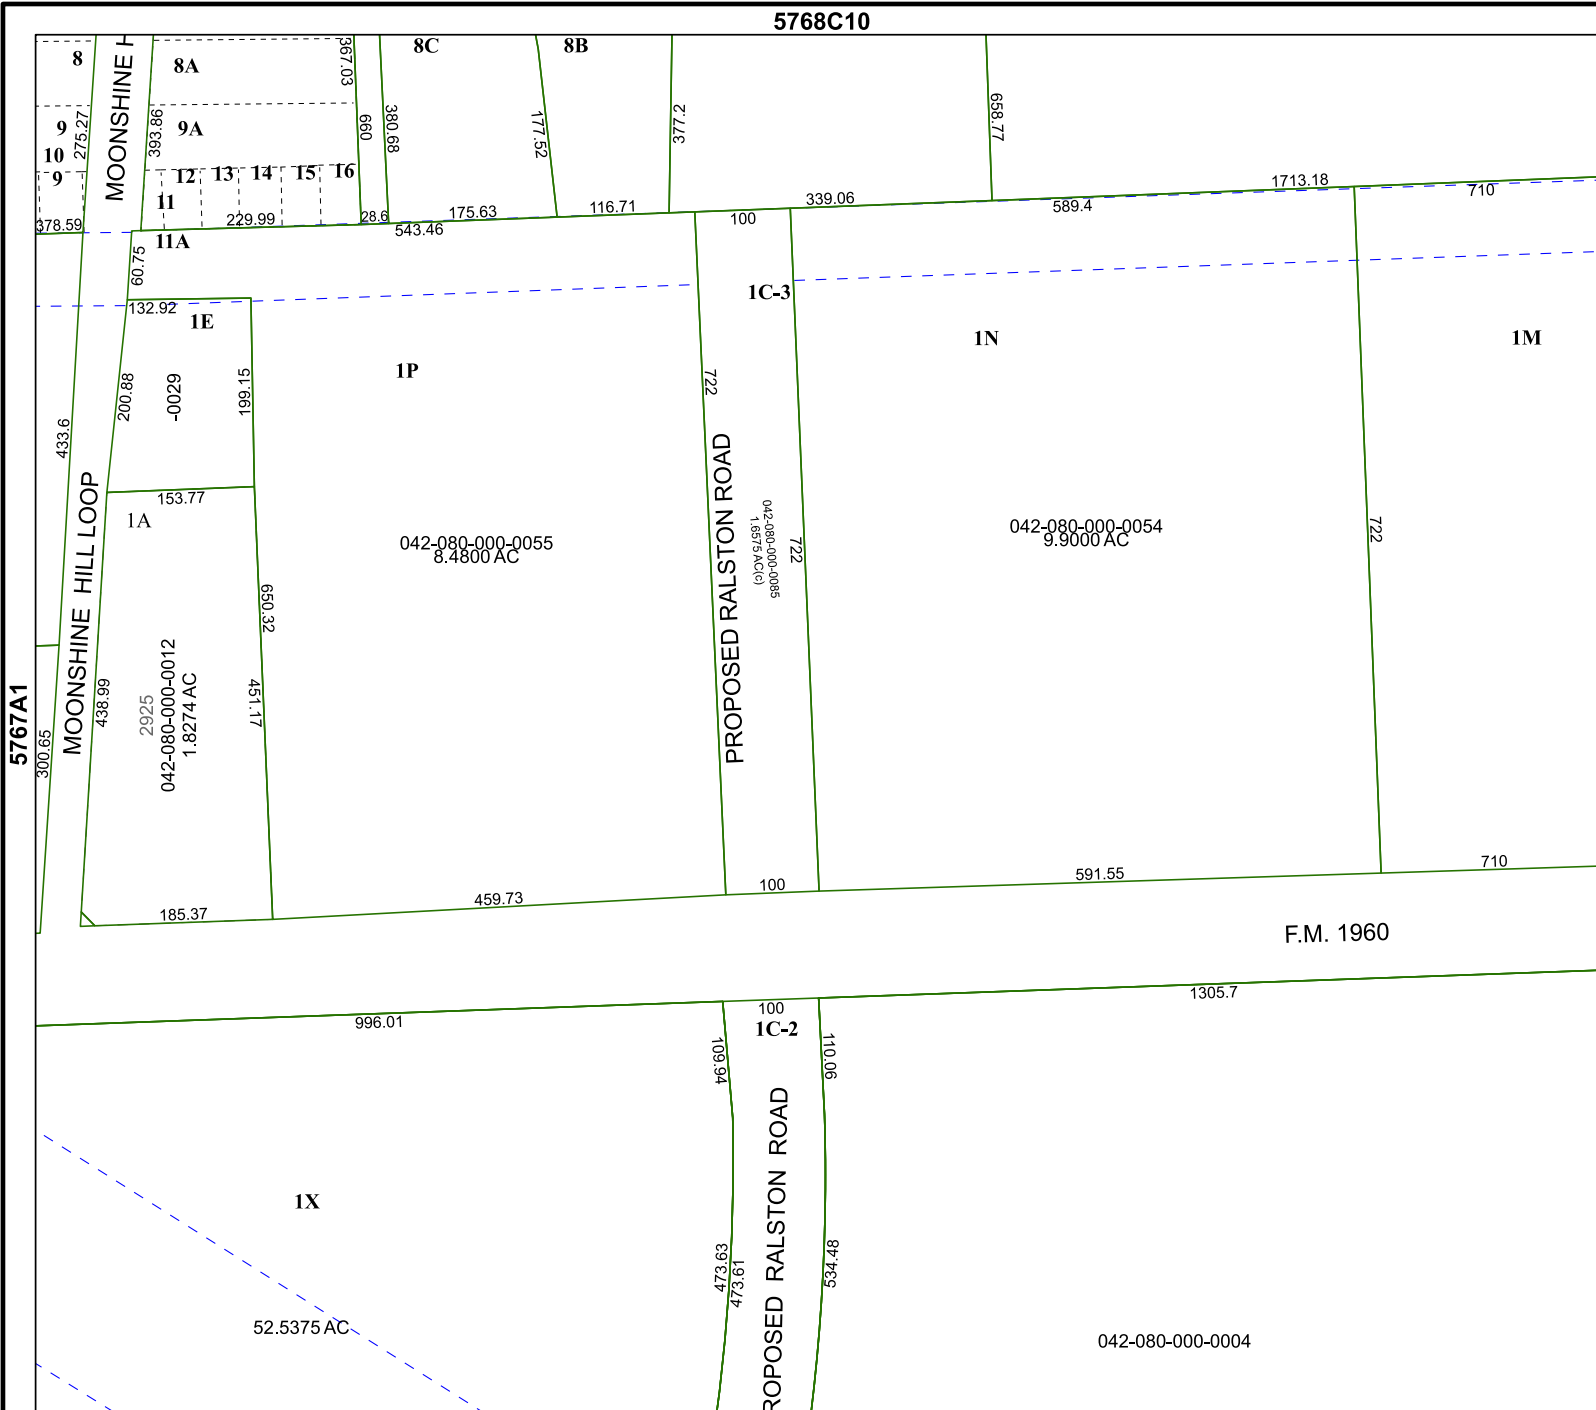 5768C10
8
MOONSHINE H
8A
367.03
8C
8B
9
275.27
393.86
9A
660
380.68
177.52
377.2
658.77
10
9
11
12
13
14
15
16
378.59
229.99
28.6
175.63
116.71
543.46
100
339.06
589.4
1713.18
710
11A
60.75
132.92
1E
1C-3
1P
1N
1M
200.88
-0029
199.15
722
433.6
153.77
1A
MOONSHINE HILL LOOP
042-080-000-0055
8.4800 AC
PROPOSED RALSTON ROAD
042-080-000-0085
1.6575 AC(c)
722
042-080-000-0054
9.9000 AC
722
650.32
5767A1
300.65
438.99
2925
042-080-000-0012
1.8274 AC
451.17
185.37
459.73
100
591.55
710
F.M. 1960
996.01
100
1305.7
1C-2
109.94
110.06
1X
ROPOSED RALSTON ROAD
473.63
473.61
534.48
52.5375 AC
042-080-000-0004